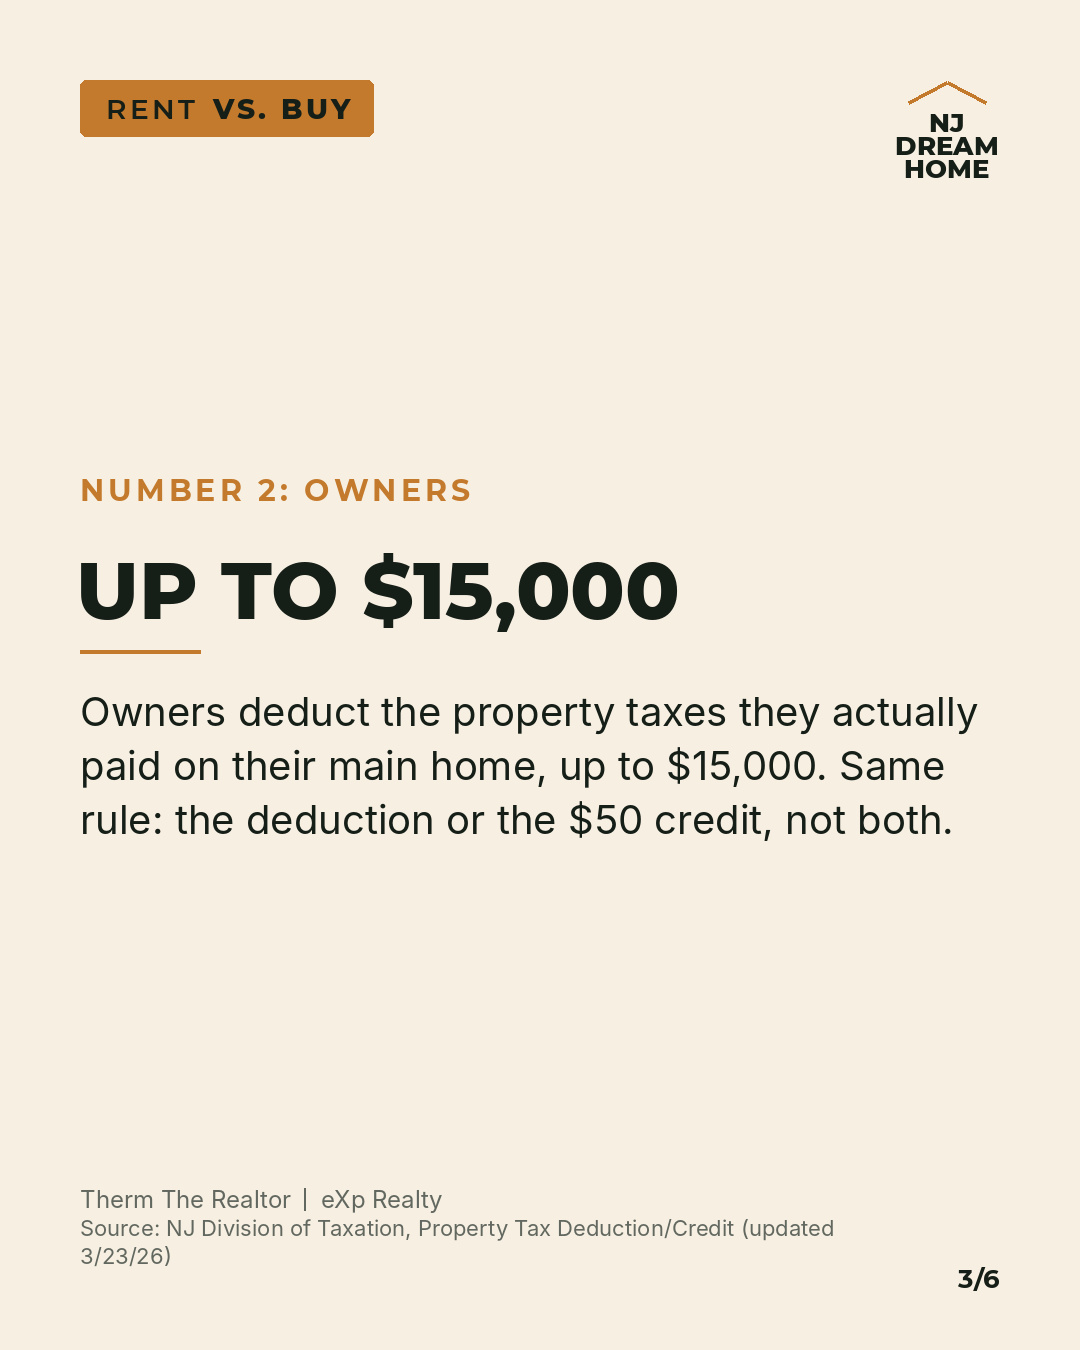 RENT VS. BUY
NJ
DREAM
HOME
NUMBER 2: OWNERS
UP TO $15,000
Owners deduct the property taxes they actually
paid on their main home, up to $15,000. Same
rule: the deduction or the $50 credit, not both.
Therm The Realtor | eXp Realty
Source: NJ Division of Taxation, Property Tax Deduction/Credit (updated
3/23/26)
3/6